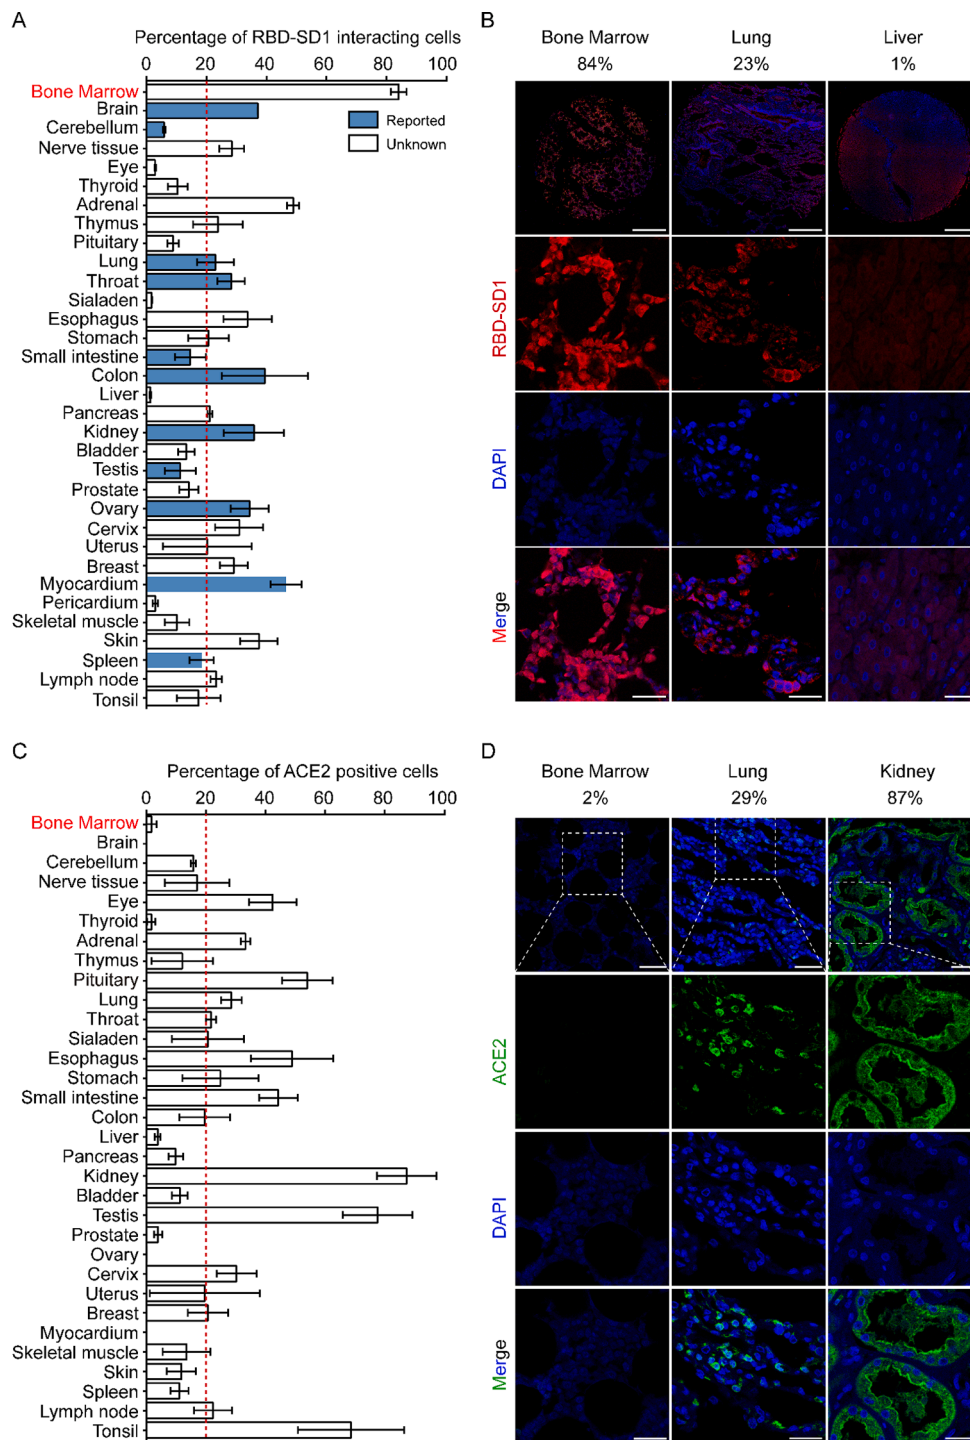 A
Percentage of RBD-SD1 interacting cells
0 20 40 60 80 100
Bone Marrow
Brain
Cerebellum
Nerve tissue
Eye
Thyroid
Adrenal
Thymus
Pituitary
Lung
Throat
Sialaden
Esophagus
Stomach
Small intestine
Colon
Liver
Pancreas
Kidney
Bladder
Testis
Prostate
Ovary
Cervix
Uterus
Breast
Myocardium
Pericardium
Skeletal muscle
Skin
Spleen
Lymph node
Tonsil
Reported
Unknown
B
Bone Marrow Lung Liver
84% 23% 1%
RBD-SD1
DAPI
Merge
C
Percentage of ACE2 positive cells
0 20 40 60 80 100
Bone Marrow
Brain
Cerebellum
Nerve tissue
Eye
Thyroid
Adrenal
Thymus
Pituitary
Lung
Throat
Sialaden
Esophagus
Stomach
Small intestine
Colon
Liver
Pancreas
Kidney
Bladder
Testis
Prostate
Ovary
Cervix
Uterus
Breast
Myocardium
Skeletal muscle
Skin
Spleen
Lymph node
Tonsil
D
Bone Marrow Lung Kidney
2% 29% 87%
ACE2
DAPI
Merge